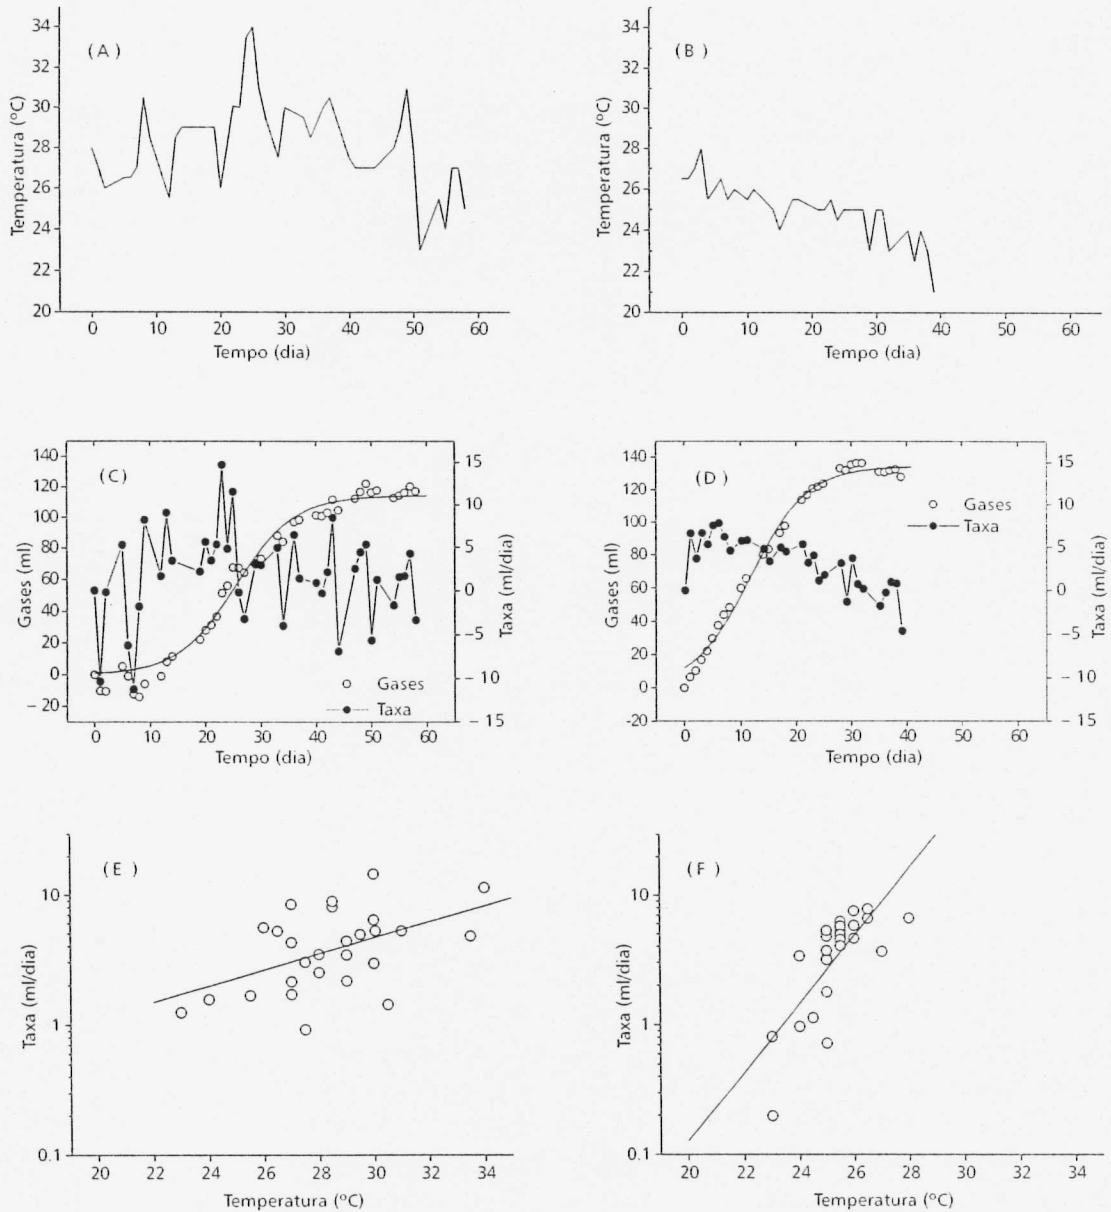 (A)
Temperatura (ºC)
34
32
30
28
26
24
22
20
0 10 20 30 40 50 60
Tempo (dia)
(B)
Temperatura (ºC)
34
32
30
28
26
24
22
20
0 10 20 30 40 50 60
Tempo (dia)
(C)
Gases (ml)
140
120
100
80
60
40
20
0
-20
Taxa (ml/dia)
15
10
5
0
-5
-10
-15
Gases
Taxa
0 10 20 30 40 50 60
Tempo (dia)
(D)
Gases (ml)
140
120
100
80
60
40
20
0
-20
Taxa (ml/dia)
15
10
5
0
-5
-10
-15
Gases
Taxa
0 10 20 30 40 50 60
Tempo (dia)
(E)
Taxa (ml/dia)
10
1
0.1
20 22 24 26 28 30 32 34
Temperatura (ºC)
(F)
Taxa (ml/dia)
10
1
0.1
20 22 24 26 28 30 32 34
Temperatura (ºC)